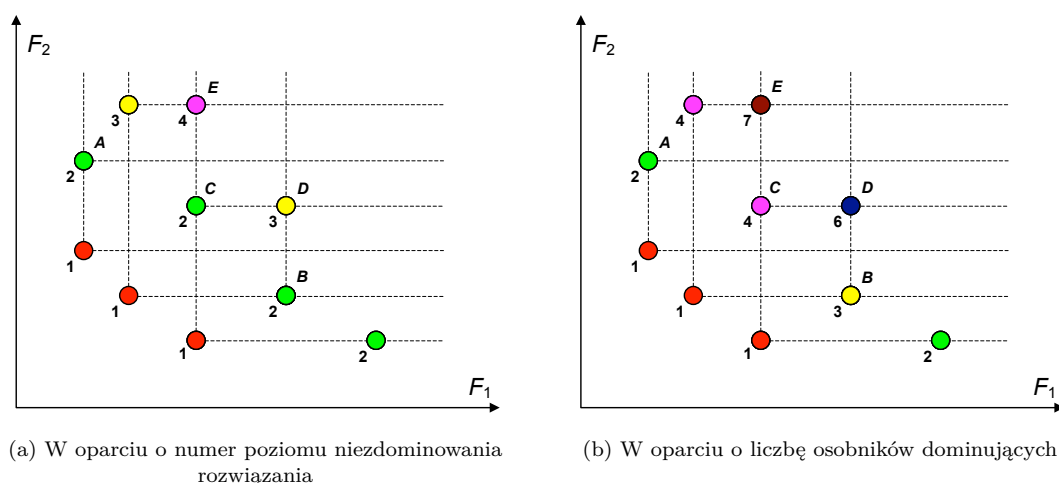 F2
E
3
4
A
2
C
D
2
3
1
B
1
2
1
2
F1
(a) W oparciu o numer poziomu niezdominowania
rozwiązania
F2
E
4
7
A
2
C
D
4
6
1
B
1
3
1
2
F1
(b) W oparciu o liczbę osobników dominujących